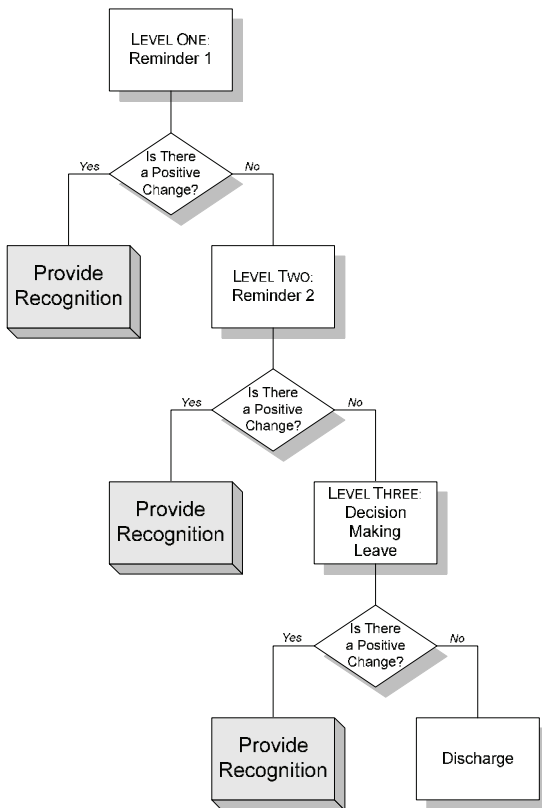 LEVEL ONE:
Reminder 1
Is There
a Positive
Change?
Yes
No
Provide
Recognition
LEVEL TWO:
Reminder 2
Is There
a Positive
Change?
Yes
No
Provide
Recognition
LEVEL THREE:
Decision
Making
Leave
Is There
a Positive
Change?
Yes
No
Provide
Recognition
Discharge